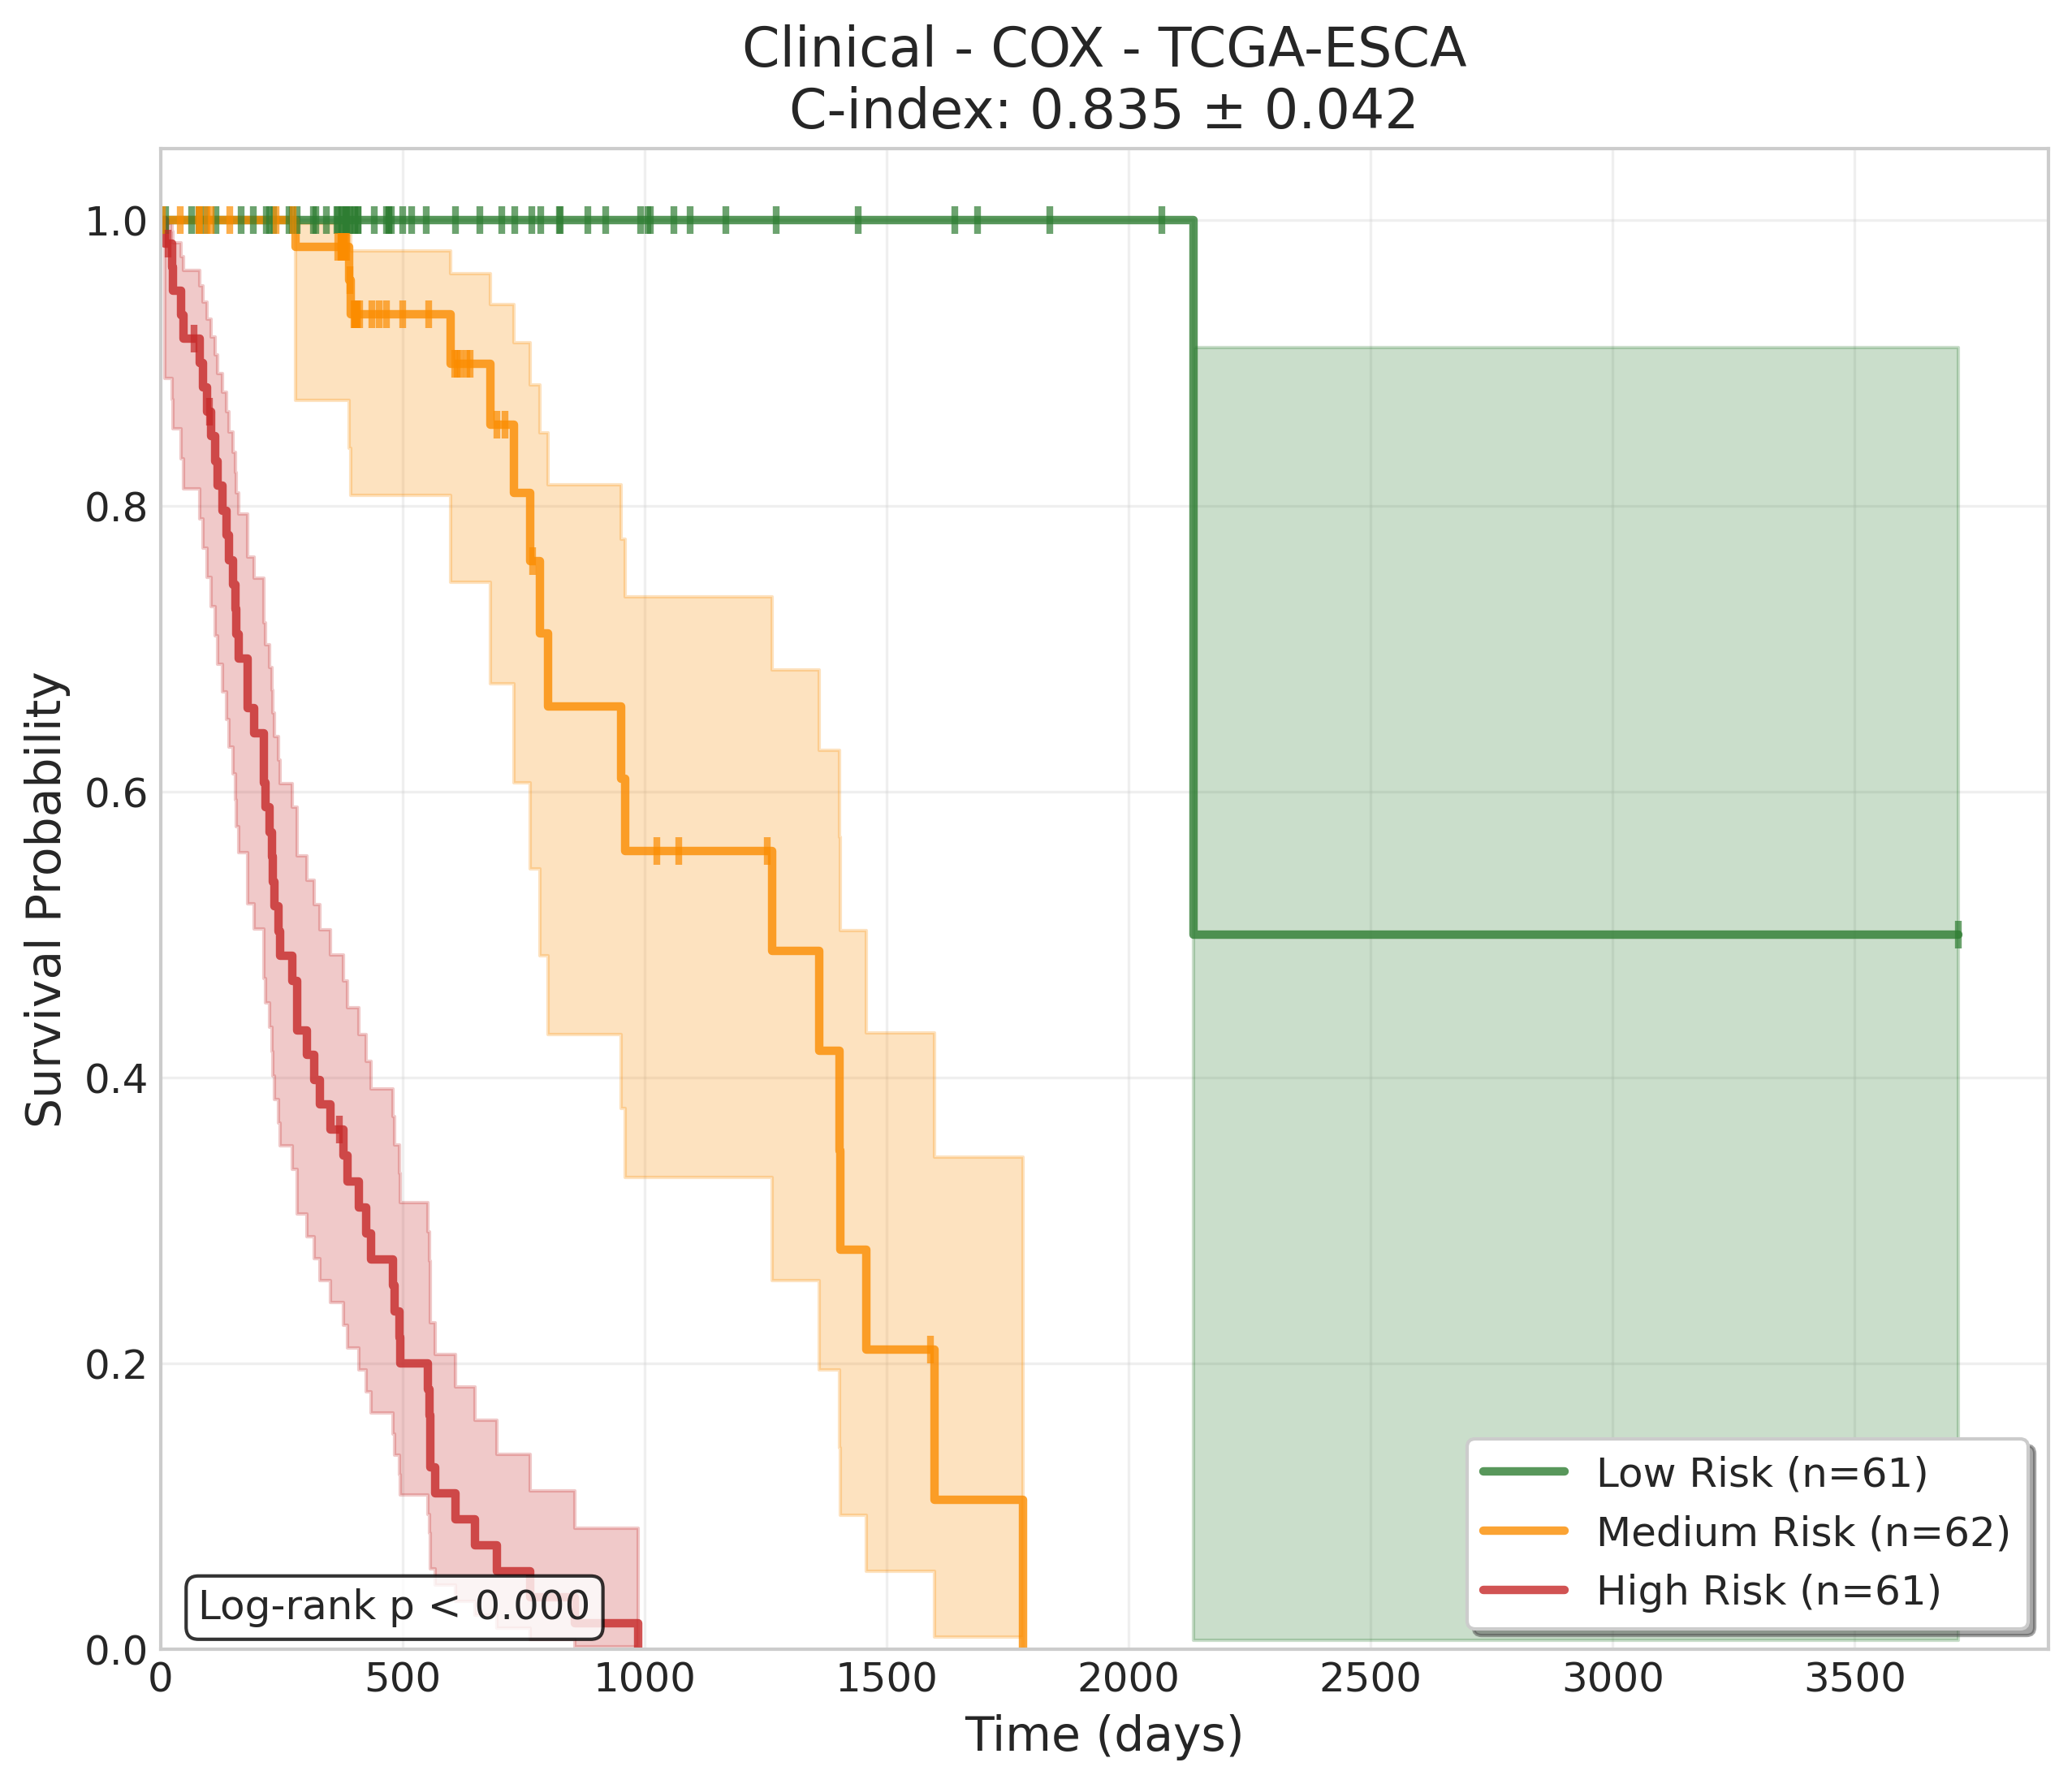 Clinical - COX - TCGA-ESCA
C-index: 0.835 ± 0.042
Survival Probability
1.0
0.8
0.6
0.4
0.2
0.0
Log-rank p < 0.000
Low Risk (n=61)
Medium Risk (n=62)
High Risk (n=61)
0 500 1000 1500 2000 2500 3000 3500
Time (days)